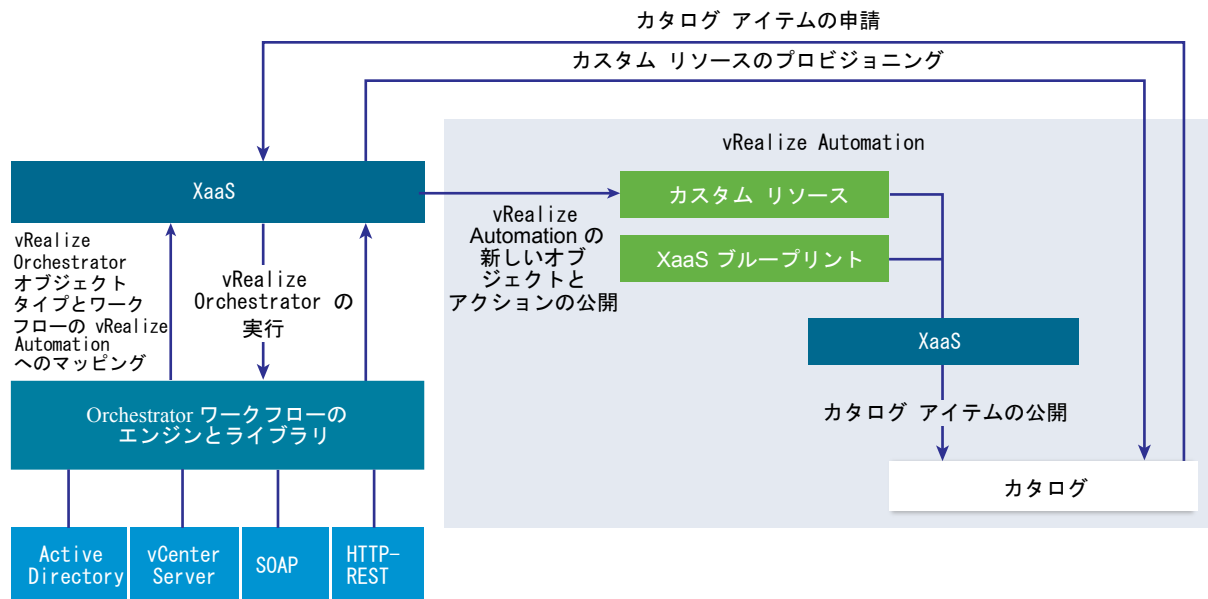 カタログ アイテムの申請
カスタム リソースのプロビジョニング
vRealize Automation
XaaS
カスタム リソース
XaaS ブループリント
vRealize
Automation の
新しいオブ
ジェクトと
アクションの公開
vRealize
Orchestrator
オブジェクト
タイプとワーク
フローの vRealize
Automation
へのマッピング
vRealize
Orchestrator の
実行
XaaS
カタログ アイテムの公開
Orchestrator ワークフローの
エンジンとライブラリ
カタログ
Active
Directory
vCenter
Server
SOAP
HTTP-
REST